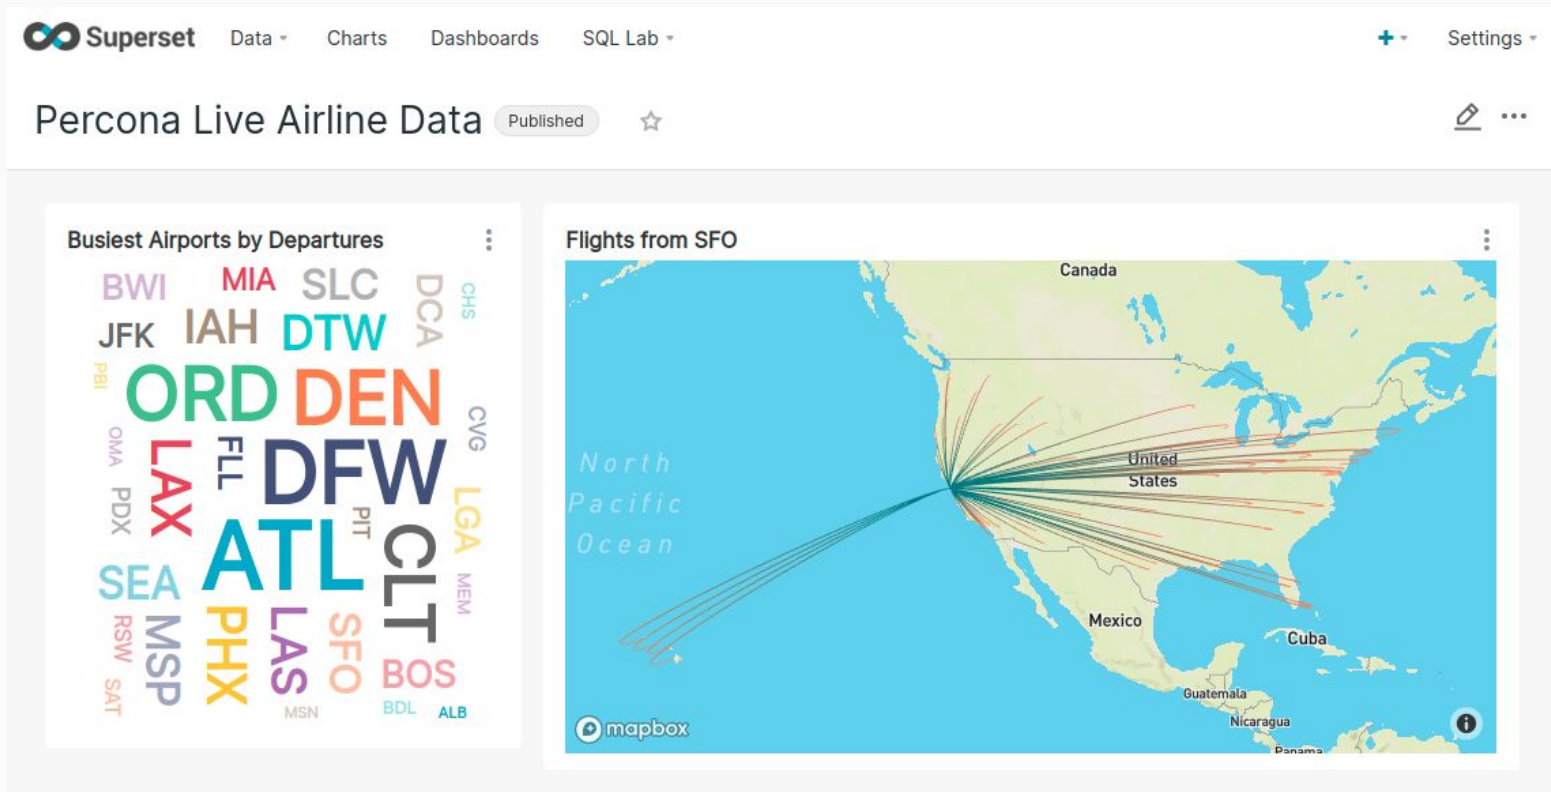 Superset Data Charts Dashboards SQL Lab + Settings
Percona Live Airline Data Published
Busiest Airports by Departures
BWI MIA SLC DCA CHS
JFK IAH DTW
PBI ORD DEN
CVG
OMA LAX FLL DFW
PDX PIT LGA
ATL CLT
SEA MEM
RSW MSP PHX LAS SFO BOS
SAT MSN BDL ALB
Flights from SFO
Canada
North
Pacific
Ocean
United
States
Mexico
Cuba
Guatemala
Nicaragua
Panama
mapbox